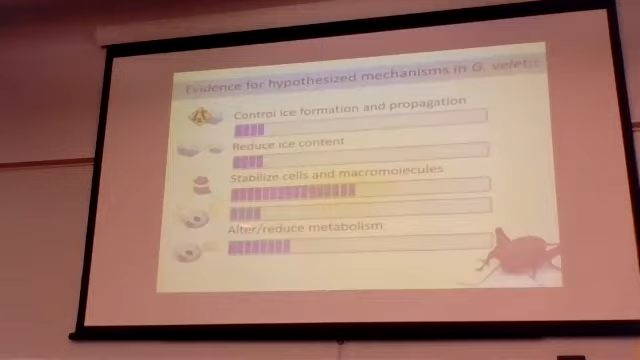 Evidence for hypothesized mechanisms in G. veletis
Control ice formation and propagation
Reduce ice content
Stabilize cells and macromolecules
Alter/reduce metabolism